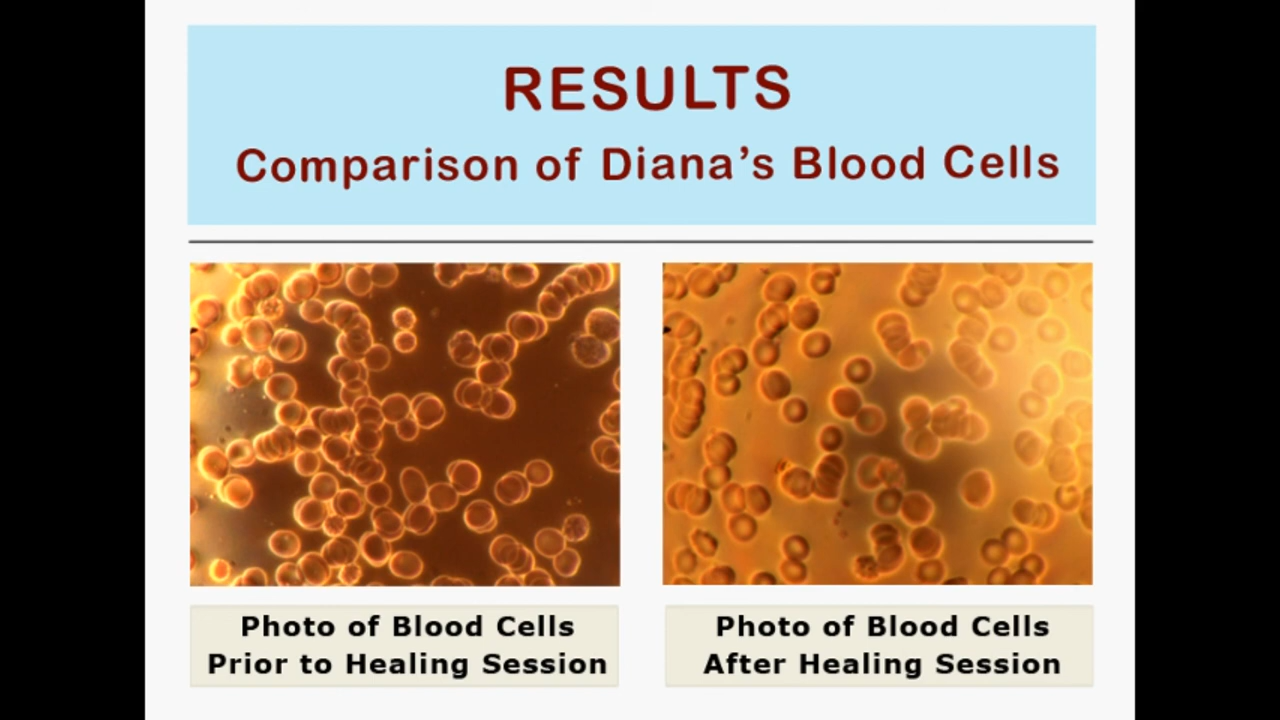 RESULTS
Comparison of Diana’s Blood Cells
Photo of Blood Cells
Prior to Healing Session
Photo of Blood Cells
After Healing Session